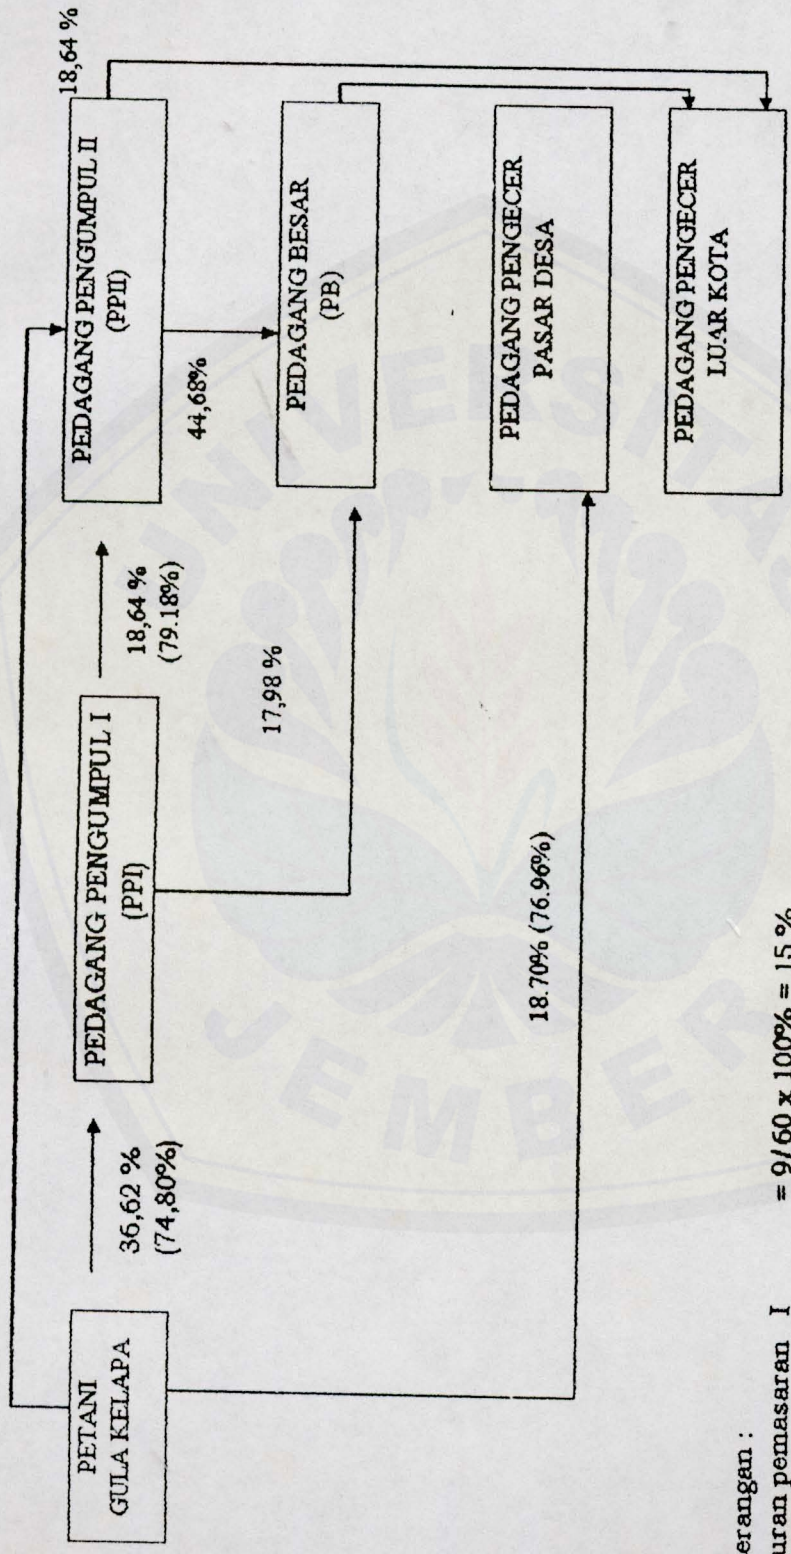 PETANI
GULA KELAPA
36,62 %
(74,80%)
PEDAGANG PENGUMPUL I
(PPI)
18,64 %
(79.18%)
PEDAGANG PENGUMPUL II
(PPII)
18,64 %
44,68%
17,98 %
PEDAGANG BESAR
(PB)
18.70% (76.96%)
PEDAGANG PENGECER
PASAR DESA
PEDAGANG PENGECER
LUAR KOTA
erangan :
uran pemasaran I = 9/60 x 100% = 15 %
UNIVERSITAS
JEMBER